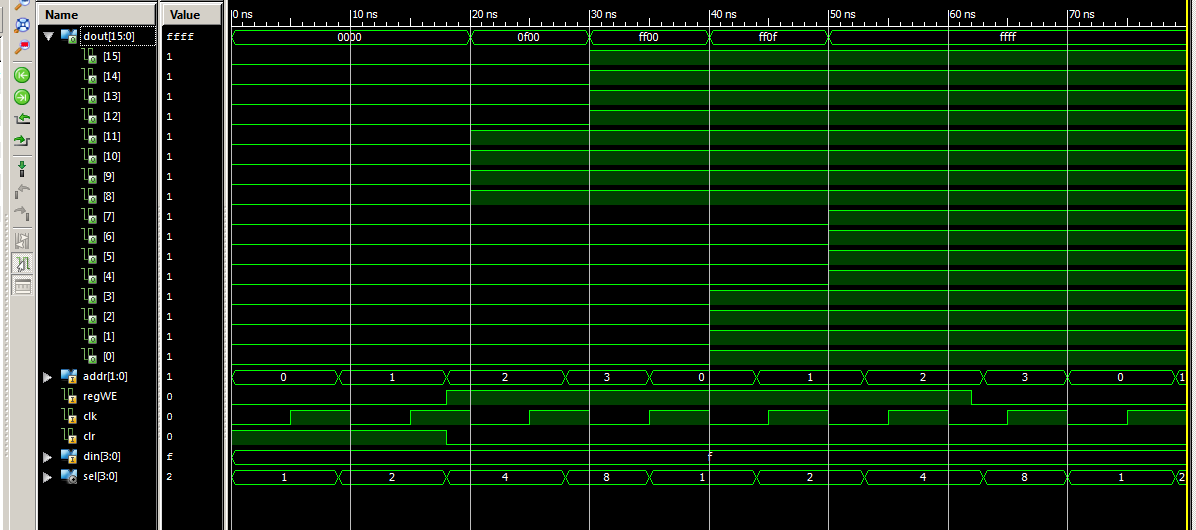 Name Value 0 ns 10 ns 20 ns 30 ns 40 ns 50 ns 60 ns 70 ns
dout[15:0] ffff 0000 0f00 ff00 ff0f ffff
[15] 1
[14] 1
[13] 1
[12] 1
[11] 1
[10] 1
[9] 1
[8] 1
[7] 1
[6] 1
[5] 1
[4] 1
[3] 1
[2] 1
[1] 1
[0] 1
addr[1:0] 1 0 1 2 3 0 1 2 3 0 1
regWE 0
clk 0
clr 0
din[3:0] f f
sel[3:0] 2 1 2 4 8 1 2 4 8 1 2